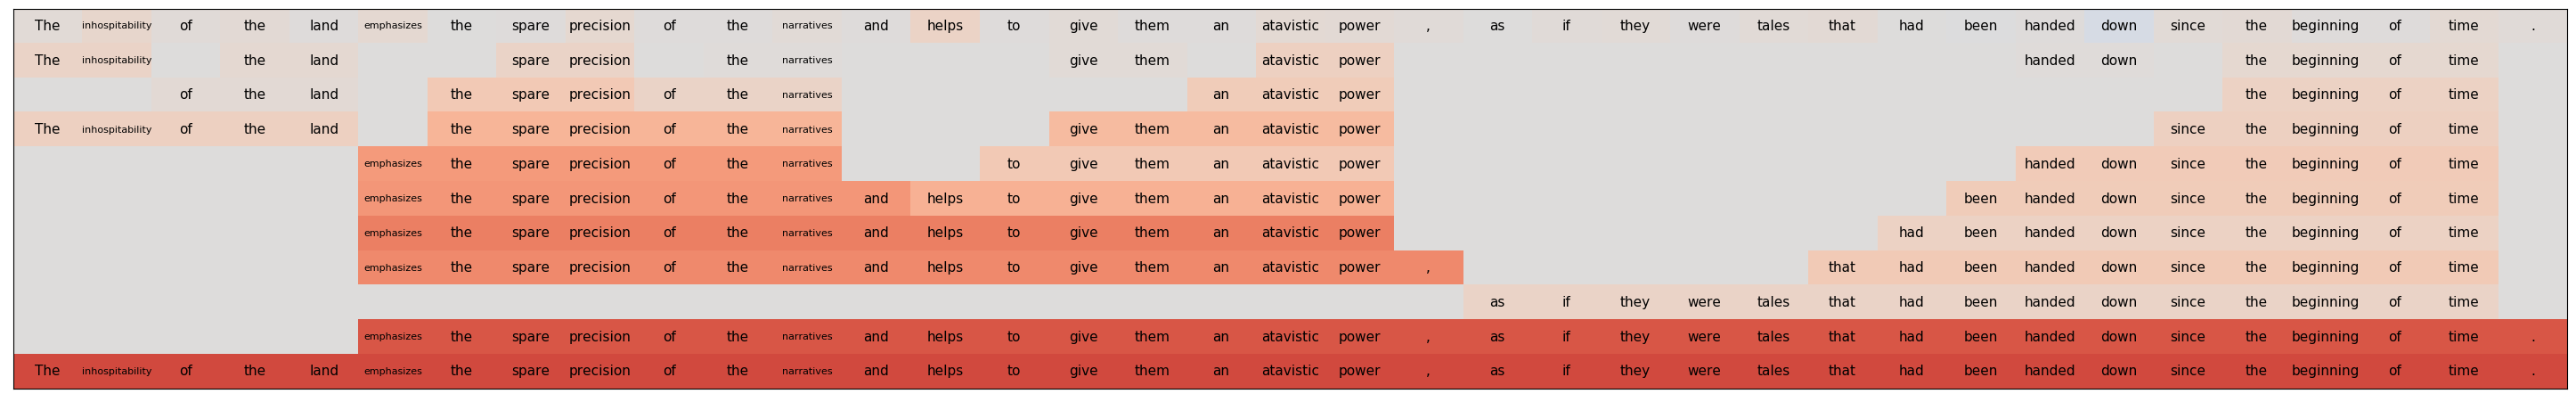 The inhospitability of the land emphasizes the spare precision of the narratives and helps to give them an atavistic power , as if they were tales that had been handed down since the beginning of time .
The inhospitability the land spare precision the narratives give them atavistic power handed down the beginning of time
of the land the spare precision of the narratives an atavistic power the beginning of time
The inhospitability of the land the spare precision of the narratives give them an atavistic power since the beginning of time
emphasizes the spare precision of the narratives to give them an atavistic power handed down since the beginning of time
emphasizes the spare precision of the narratives and helps to give them an atavistic power been handed down since the beginning of time
emphasizes the spare precision of the narratives and helps to give them an atavistic power had been handed down since the beginning of time
emphasizes the spare precision of the narratives and helps to give them an atavistic power , that had been handed down since the beginning of time
as if they were tales that had been handed down since the beginning of time
emphasizes the spare precision of the narratives and helps to give them an atavistic power , as if they were tales that had been handed down since the beginning of time .
The inhospitability of the land emphasizes the spare precision of the narratives and helps to give them an atavistic power , as if they were tales that had been handed down since the beginning of time .